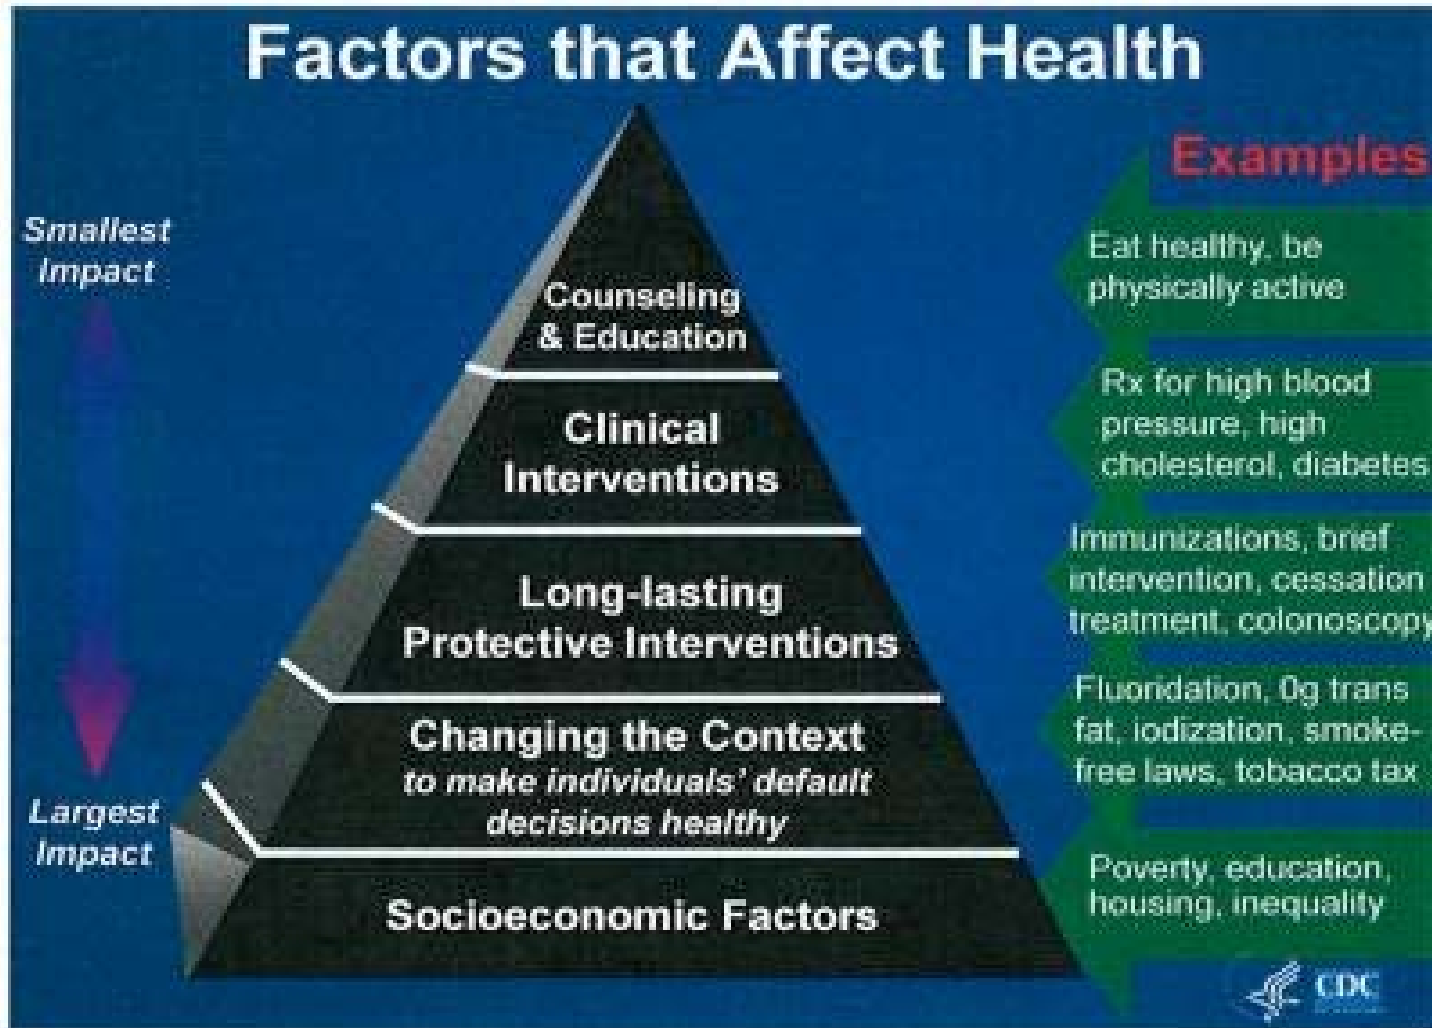 Factors that Affect Health
Examples
Smallest
Impact
Largest
Impact
Counseling
& Education
Clinical
Interventions
Long-lasting
Protective Interventions
Changing the Context
to make individuals' default
decisions healthy
Socioeconomic Factors
Eat healthy, be
physically active
Rx for high blood
pressure, high
cholesterol, diabetes
Immunizations, brief
intervention, cessation
treatment, colonoscopy
Fluoridation, 0g trans
fat, iodization, smoke-
free laws, tobacco tax
Poverty, education,
housing, inequality
CDC